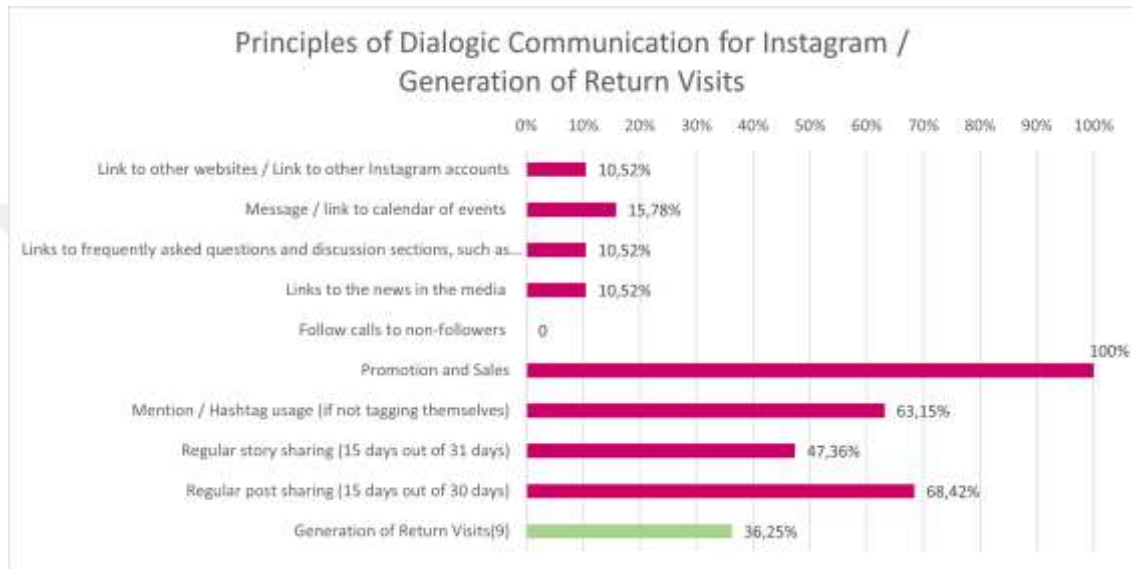 Principles of Dialogic Communication for Instagram /
Generation of Return Visits
0% 10% 20% 30% 40% 50% 60% 70% 80% 90% 100%
Link to other websites / Link to other Instagram accounts 10,52%
Message / link to calendar of events 15,78%
Links to frequently asked questions and discussion sections, such as... 10,52%
Links to the news in the media 10,52%
Follow calls to non-followers 0
Promotion and Sales 100%
Mention / Hashtag usage (if not tagging themselves) 63,15%
Regular story sharing (15 days out of 31 days) 47,36%
Regular post sharing (15 days out of 30 days) 68,42%
Generation of Return Visits(9) 36,25%